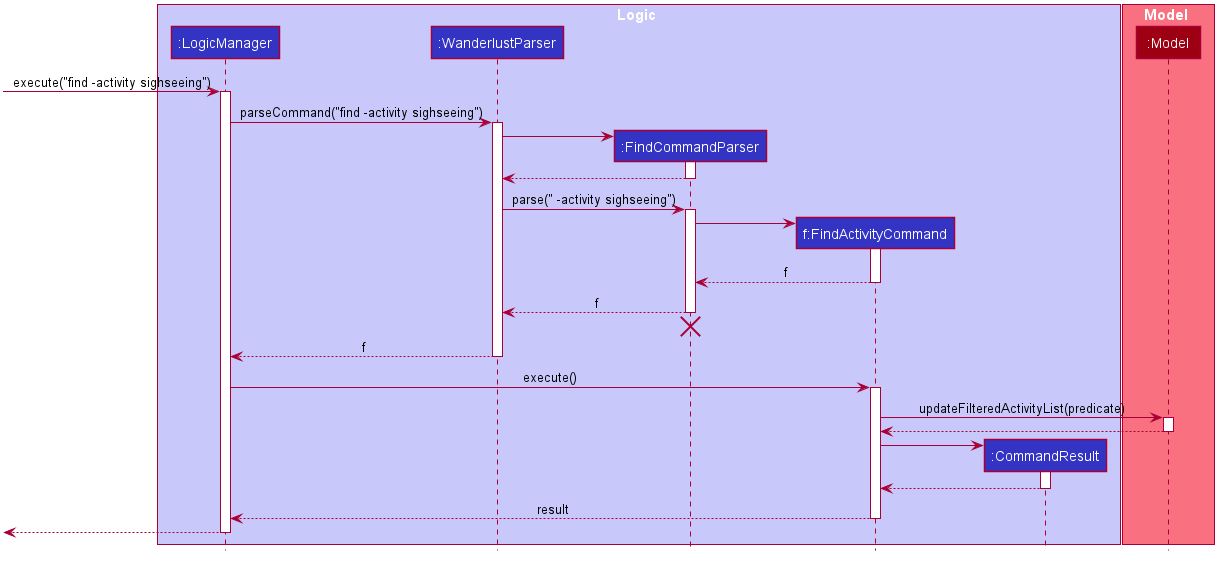 Logic
Model
:LogicManager
:WanderlustParser
:Model
execute("find -activity sighseeing")
parseCommand("find -activity sighseeing")
:FindCommandParser
parse(" -activity sighseeing")
f:FindActivityCommand
f
f
f
execute()
updateFilteredActivityList(predicate)
:CommandResult
result